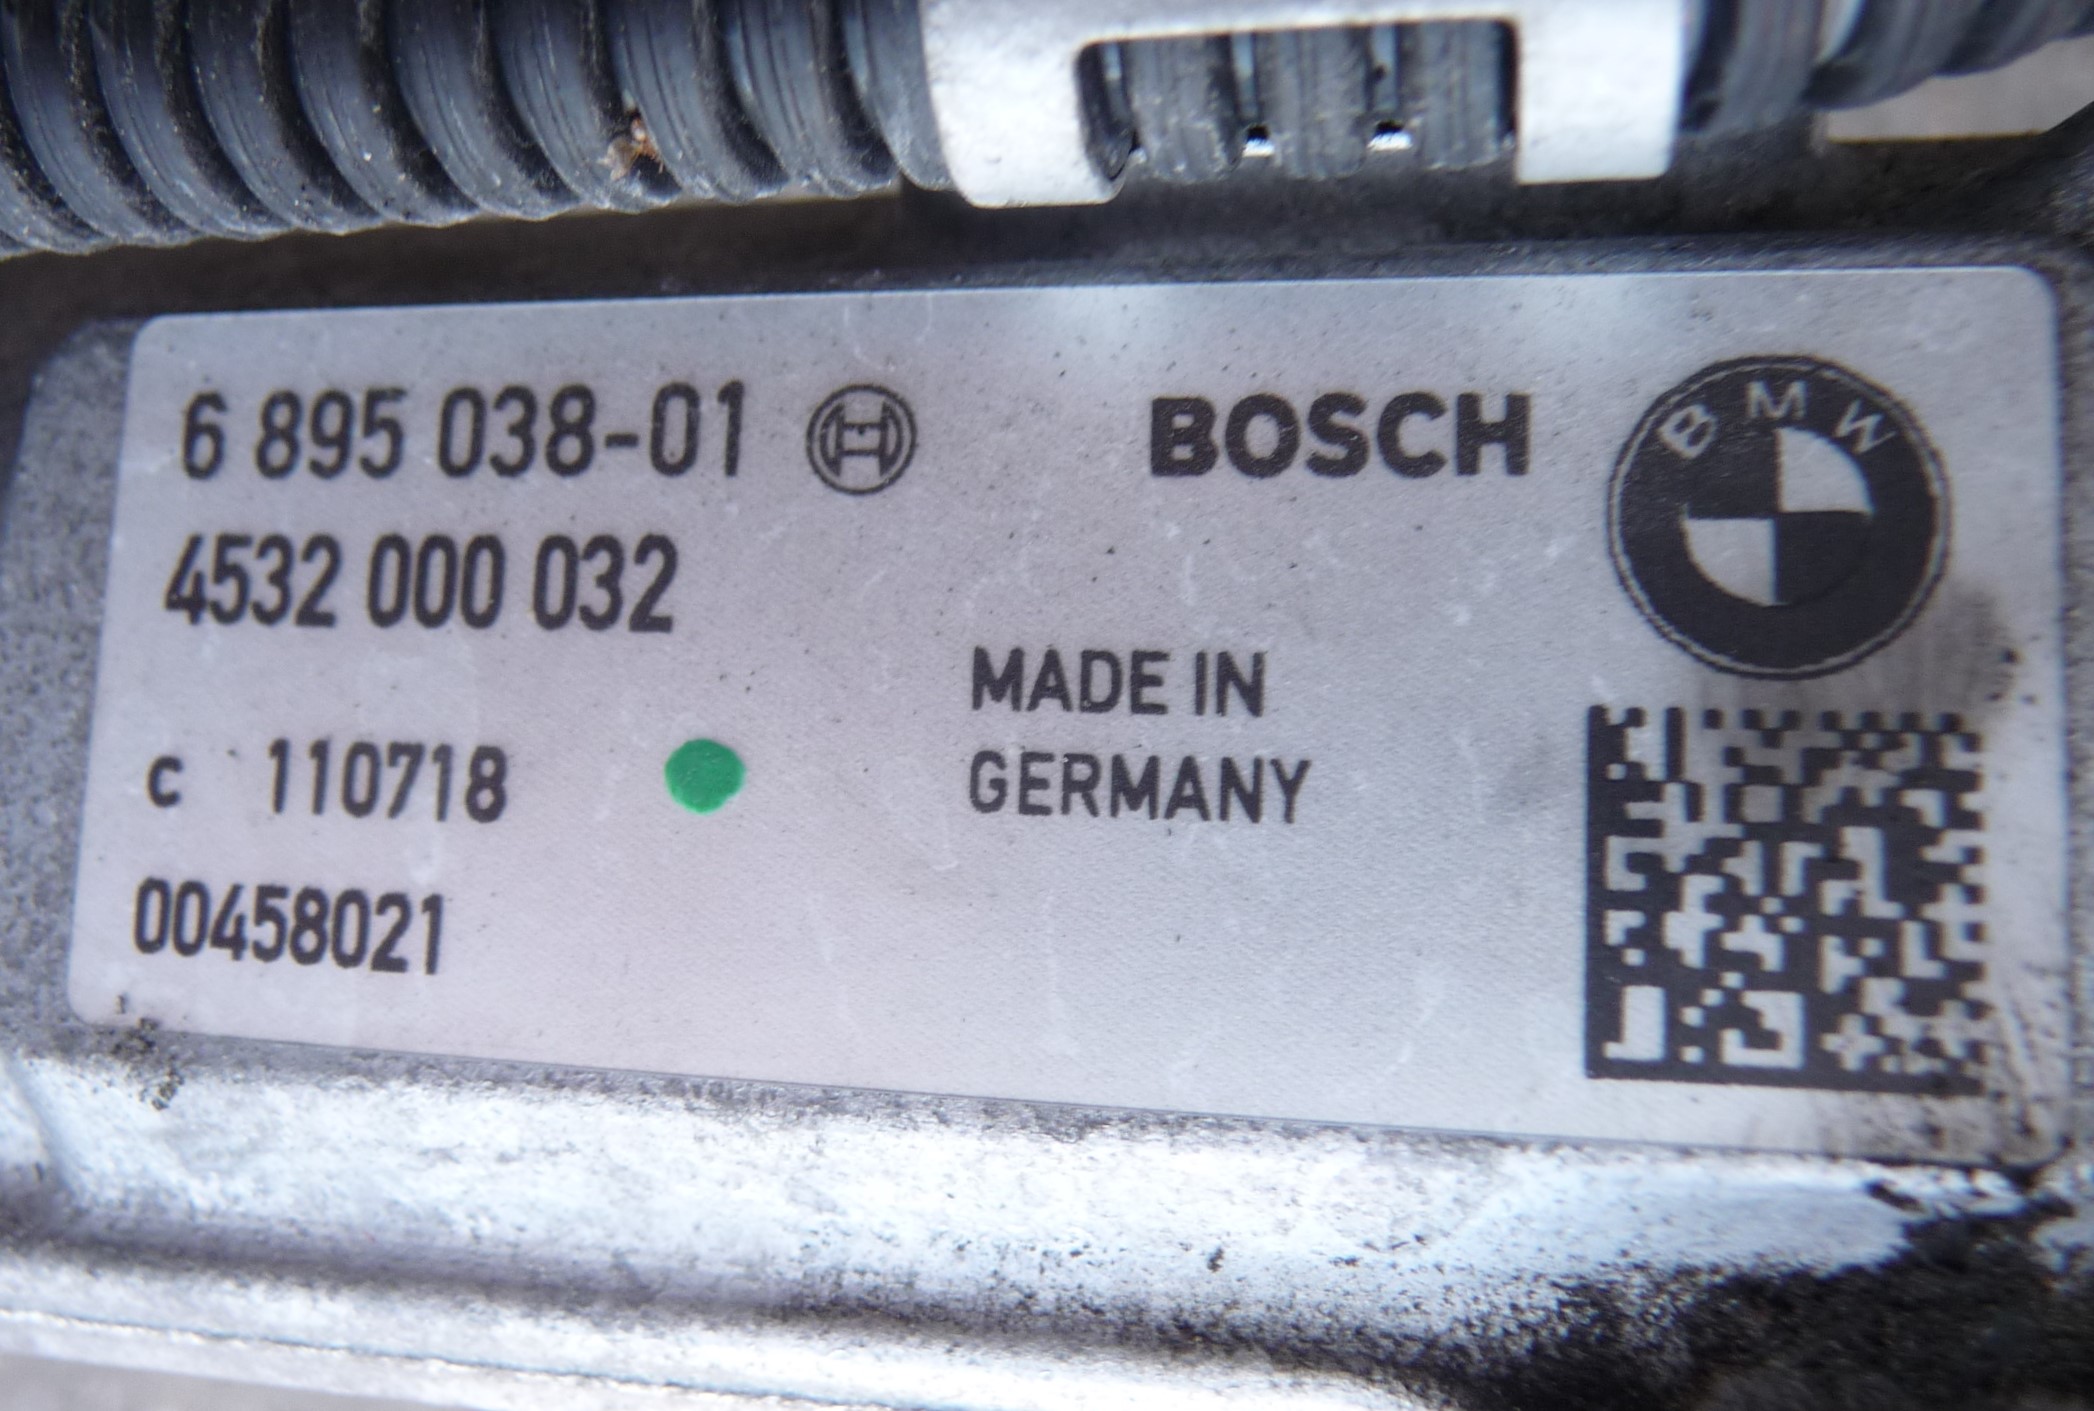 6 895 038-01 BOSCH
BMW
4532 000 032
MADE IN
GERMANY
c 110718
00458021